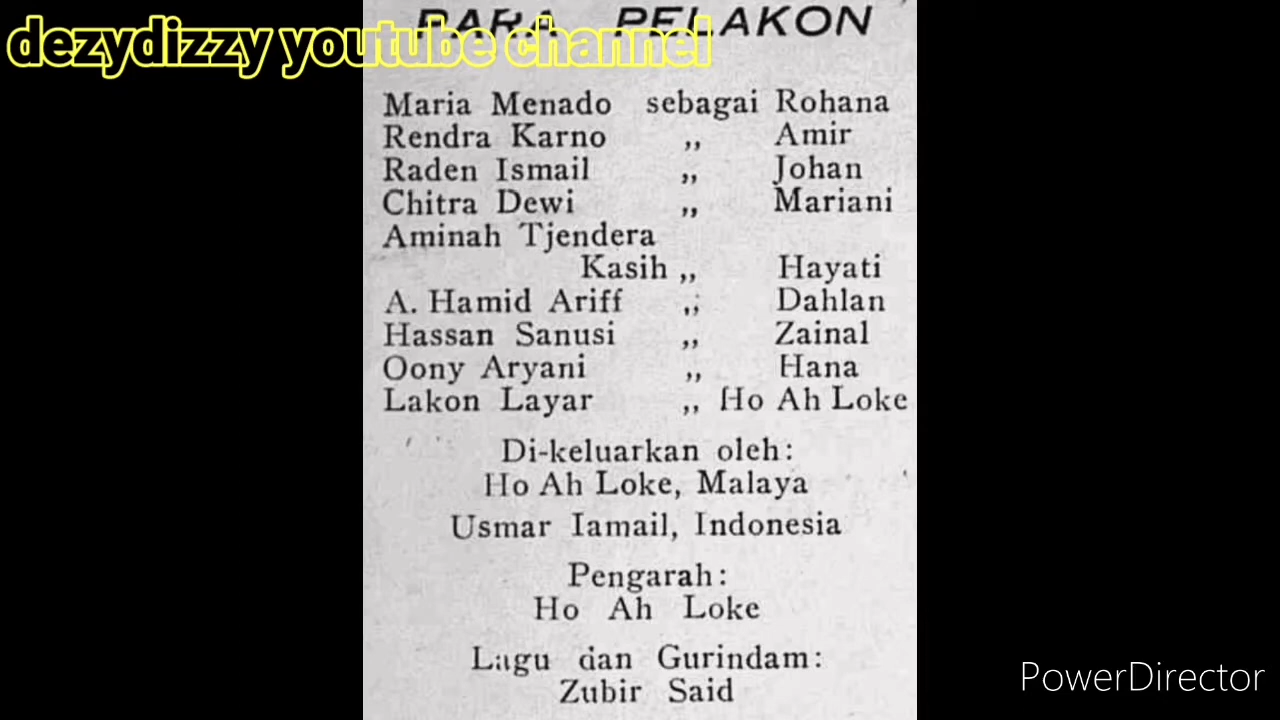 PARA PELAKON
dezydizzy youtube channel
Maria Menado sebagai Rohana
Rendra Karno ,, Amir
Raden Ismail ,, Johan
Chitra Dewi ,, Mariani
Aminah Tjendera
Kasih ,, Hayati
A. Hamid Ariff ,, Dahlan
Hassan Sanusi ,, Zainal
Oony Aryani ,, Hana
Lakon Layar ,, Ho Ah Loke
Di-keluarkan oleh:
Ho Ah Loke, Malaya
Usmar Iamail, Indonesia
Pengarah:
Ho Ah Loke
Lagu dan Gurindam:
Zubir Said
PowerDirector